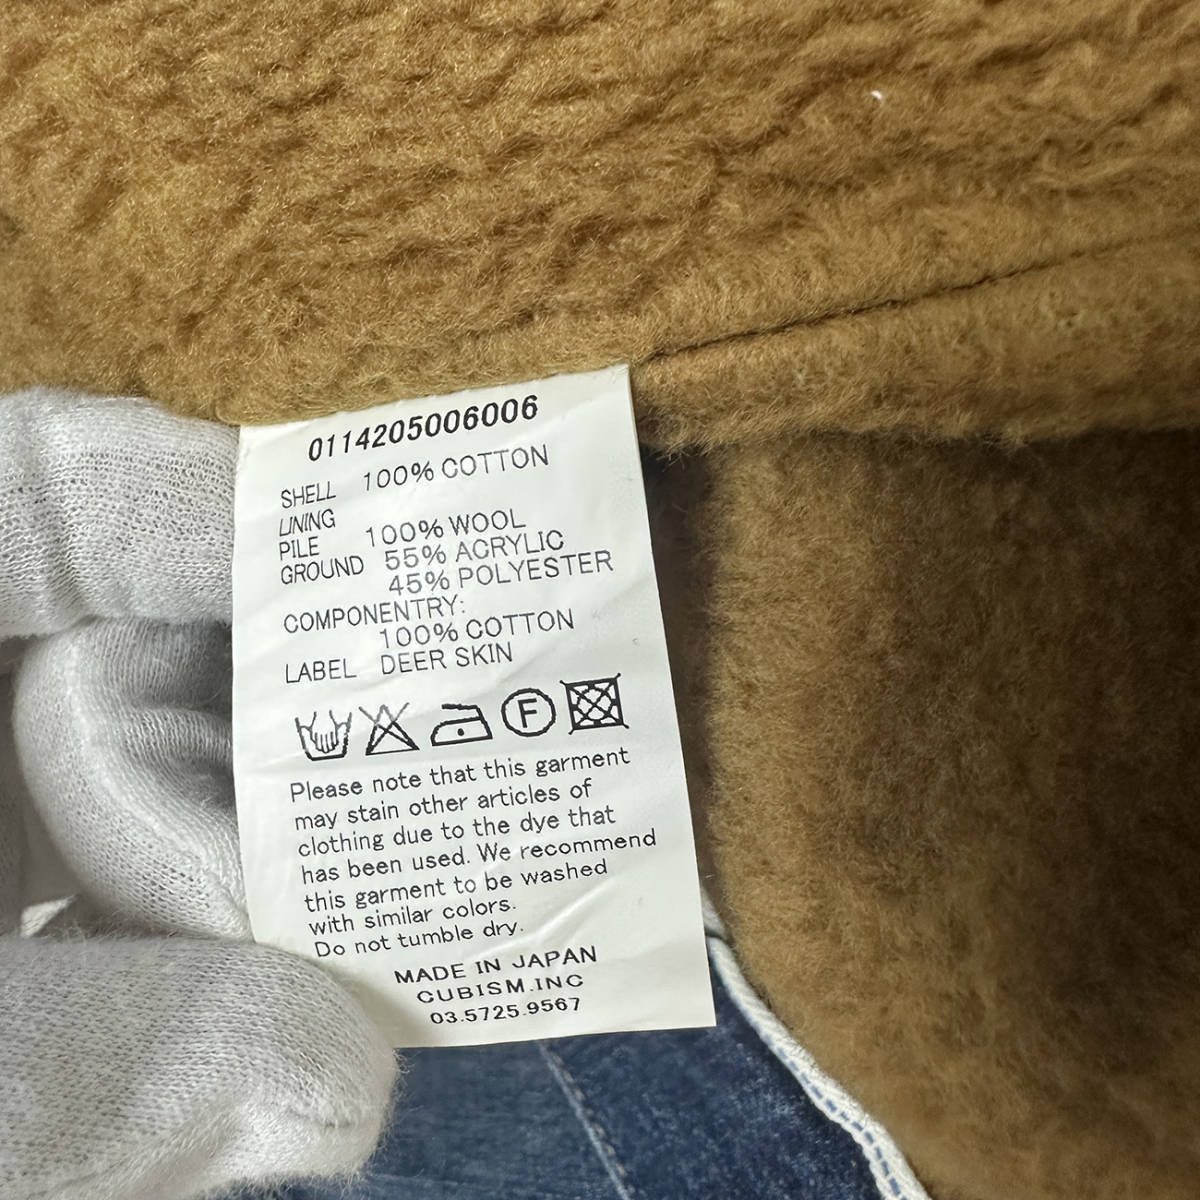 0114205006006
SHELL 100% COTTON
LINING
PILE 100% WOOL
GROUND 55% ACRYLIC
45% POLYESTER
COMPONENTRY:
100% COTTON
LABEL DEER SKIN
F
Please note that this garment
may stain other articles of
clothing due to the dye that
has been used. We recommend
this garment to be washed
with similar colors.
Do not tumble dry.
MADE IN JAPAN
CUBISM.INC
03.5725.9567